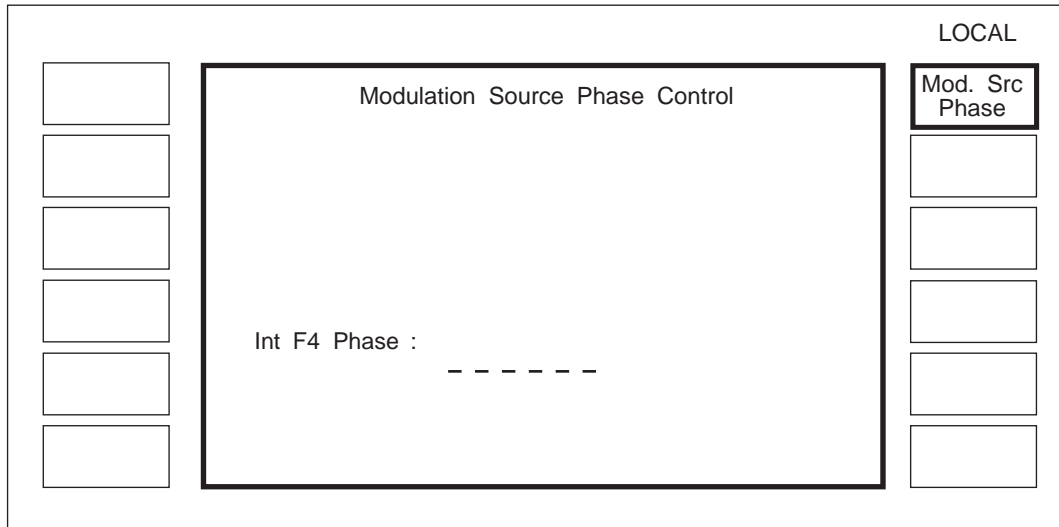 LOCAL
Mod. Src
Phase
Modulation Source Phase Control
Int F4 Phase :
_ _ _ _ _ _